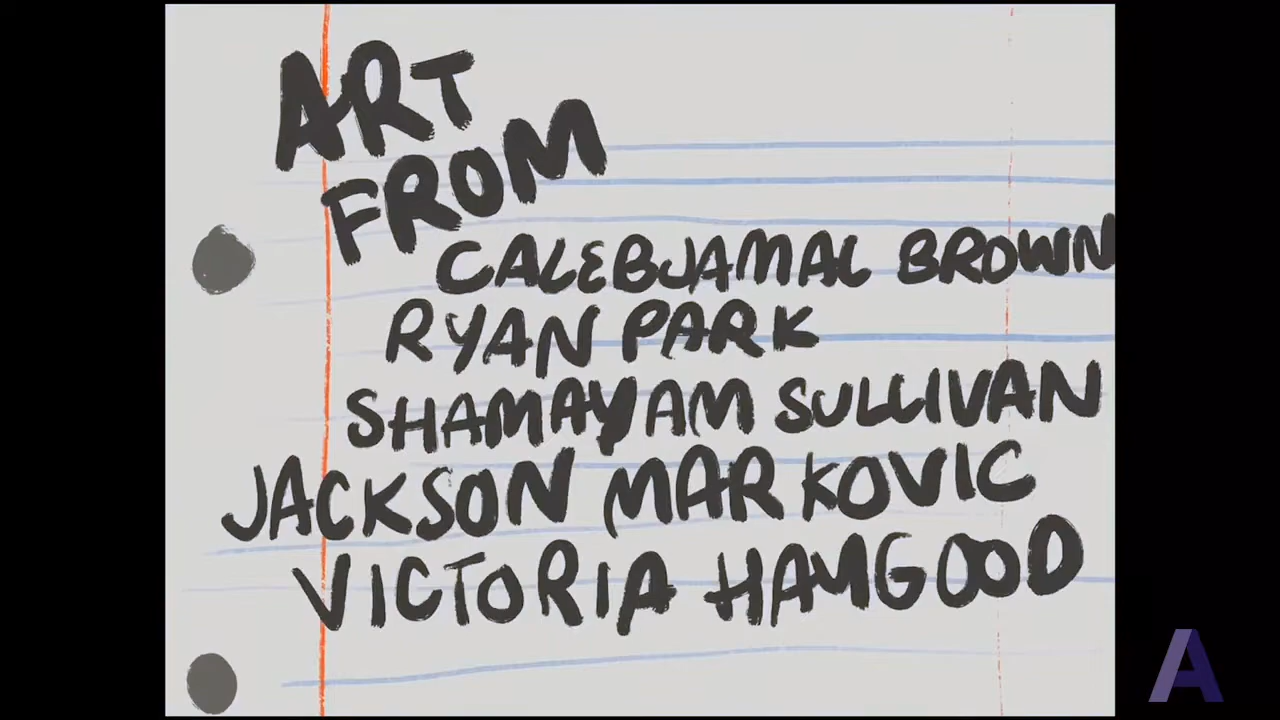 ART
FROM
CALEBJAMAL BROWN
RYAN PARK
SHAMAYAM SULLIVAN
JACKSON MARKOVIC
VICTORIA HAMGOOD
A